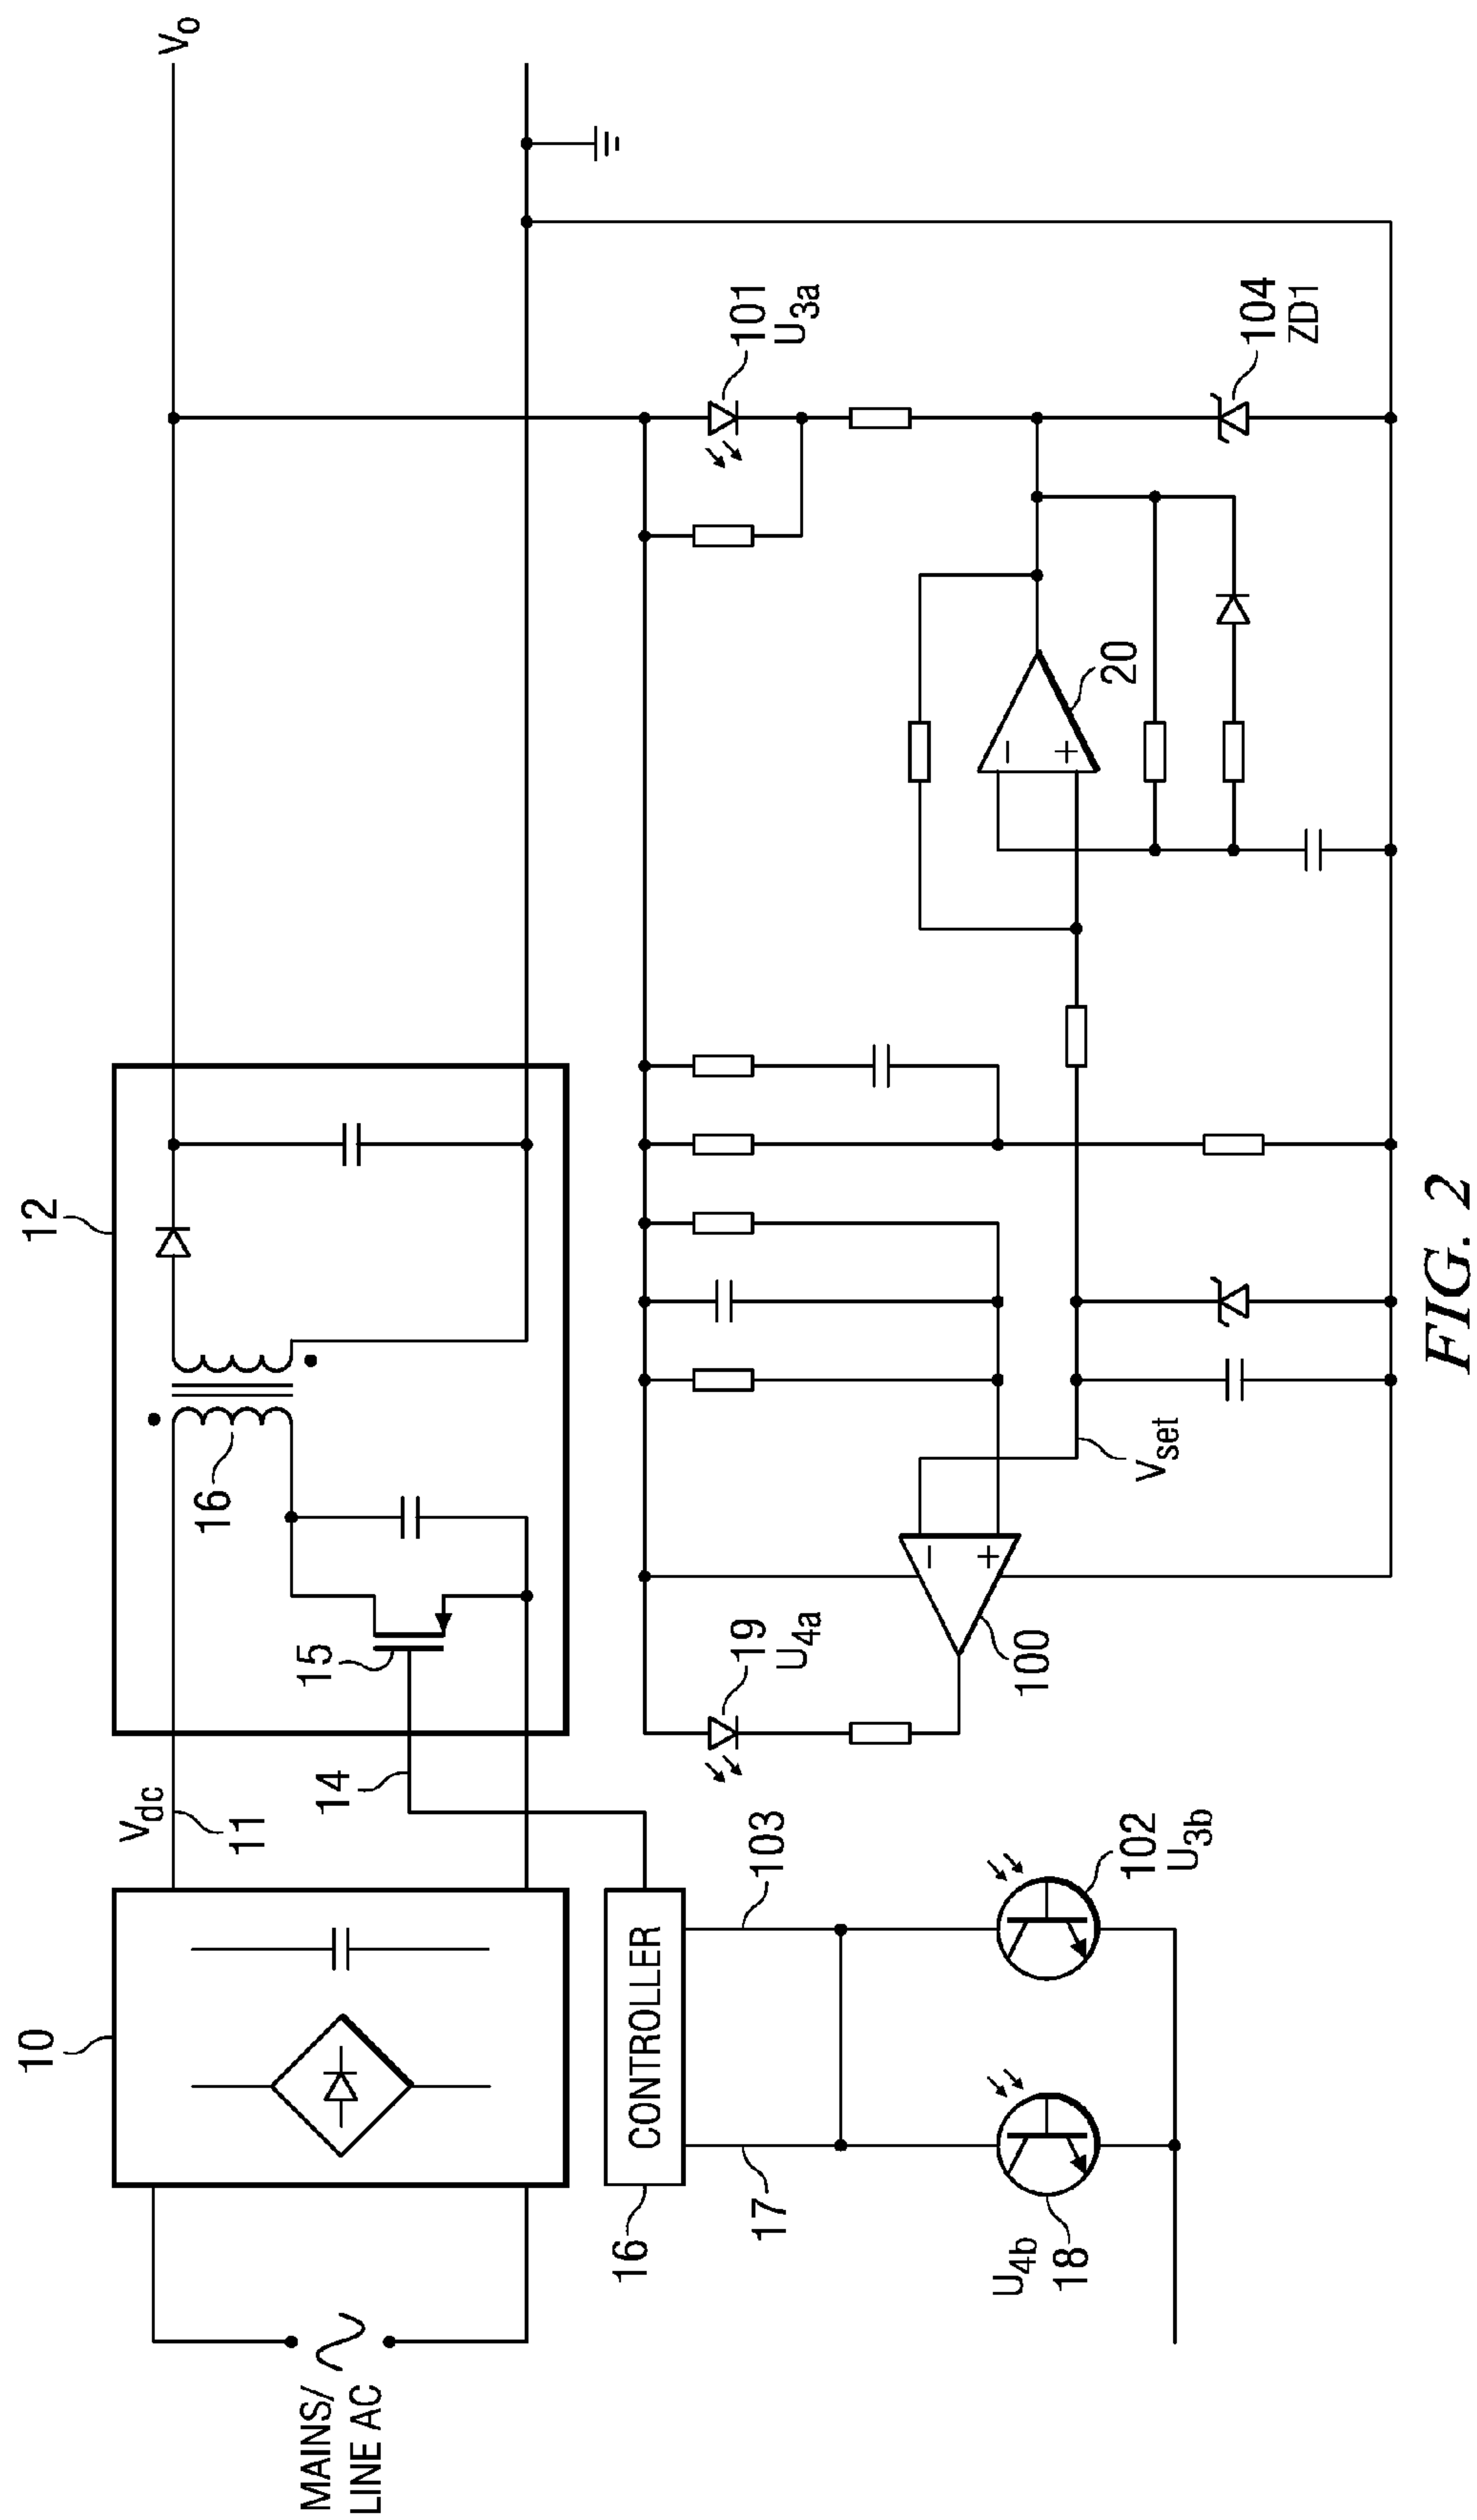 MAINS/
LINE AC
10
Vdc
11
12
16
15
14
Vo
CONTROLLER
16
17
103
U4b
18
102
U3b
19
U4a
100
Vset
20
101
U3a
104
ZD1
−
+
−
+
FIG. 2